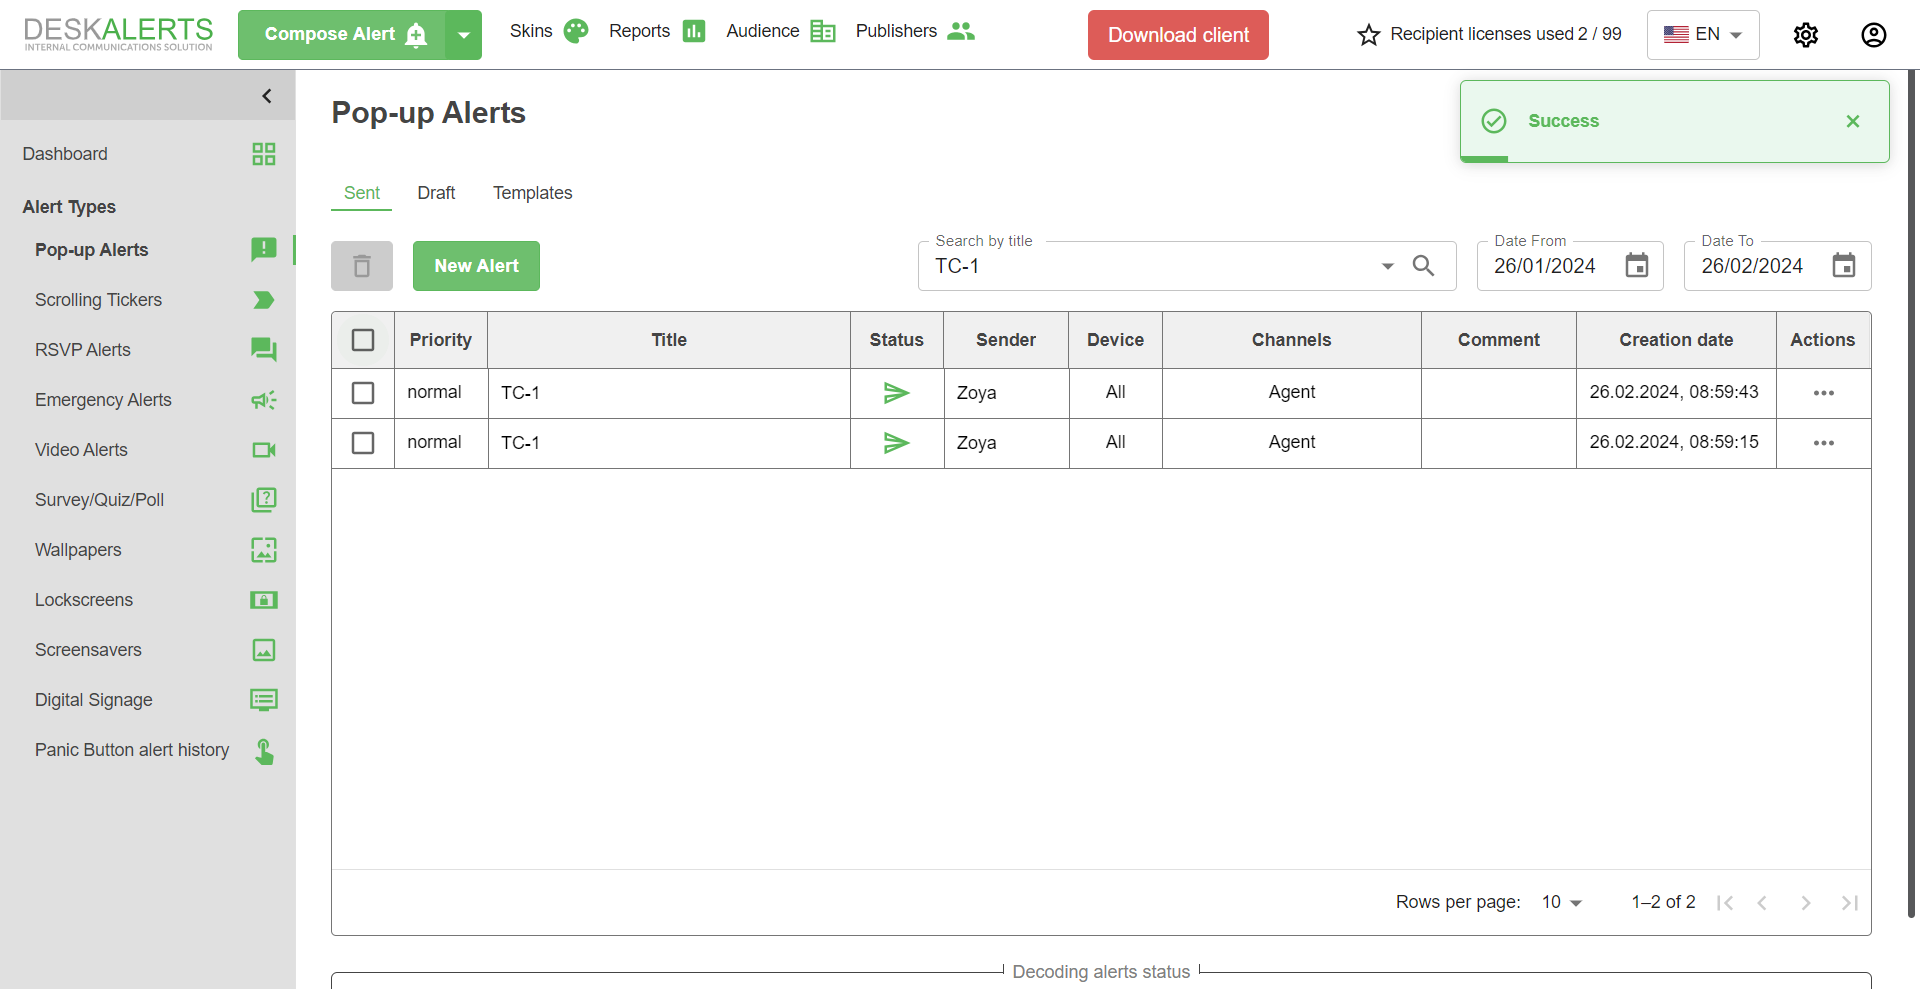 DESKALERTS
INTERNAL COMMUNICATIONS SOLUTION
Compose Alert
Skins
Reports
Audience
Publishers
Download client
Recipient licenses used 2 / 99
EN
Dashboard
Alert Types
Pop-up Alerts
Scrolling Tickers
RSVP Alerts
Emergency Alerts
Video Alerts
Survey/Quiz/Poll
Wallpapers
Lockscreens
Screensavers
Digital Signage
Panic Button alert history
Pop-up Alerts
Success
Sent Draft Templates
New Alert
Search by title
TC-1
Date From
26/01/2024
Date To
26/02/2024
Priority Title Status Sender Device Channels Comment Creation date Actions
normal TC-1 Zoya All Agent 26.02.2024, 08:59:43
normal TC-1 Zoya All Agent 26.02.2024, 08:59:15
Rows per page: 10 1–2 of 2
Decoding alerts status